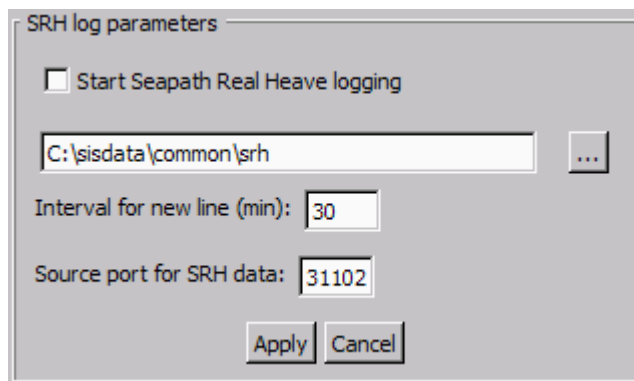 SRH log parameters
Start Seapath Real Heave logging
C:\sisdata\common\srh ...
Interval for new line (min): 30
Source port for SRH data: 31102
Apply Cancel